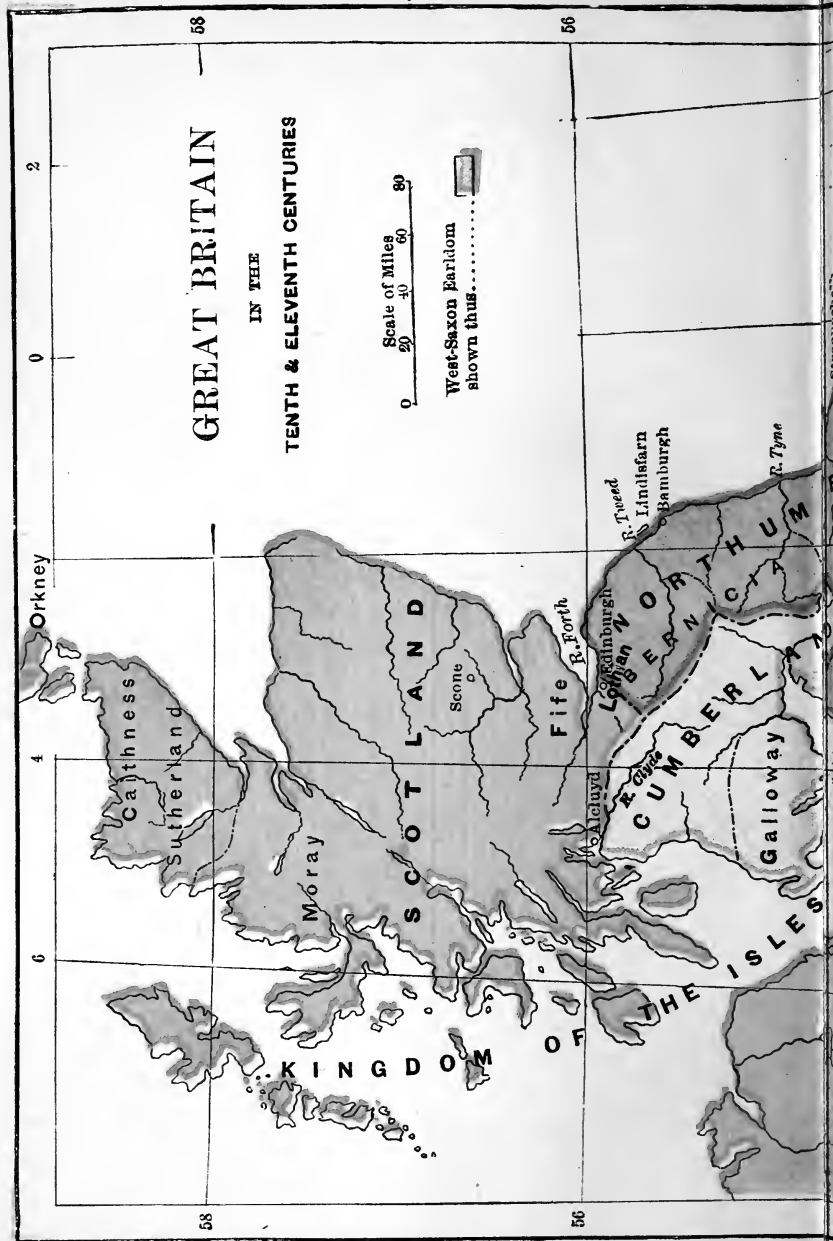 GREAT BRITAIN
IN THE
TENTH & ELEVENTH CENTURIES
Scale of Miles
0 20 40 60 80
West-Saxon Earldom
shown thus..........
6
4
2
0
58
58
56
56
Orkney
Caithness
Sutherland
Moray
SCOTLAND
Scone
Fife
R. Forth
Edinburgh
Lothian
Alcluyd
R. Clyde
R. Tweed
Lindisfarn
Bamburgh
R. Tyne
NORTHUM
BERNICIA
CUMBERLAN
Galloway
KINGDOM OF THE ISLES